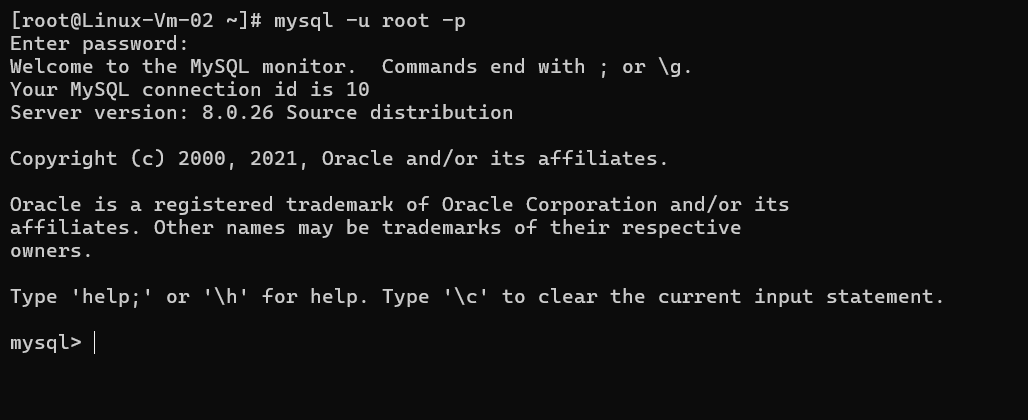 [root@Linux-Vm-02 ~]# mysql -u root -p
Enter password:
Welcome to the MySQL monitor.  Commands end with ; or \g.
Your MySQL connection id is 10
Server version: 8.0.26 Source distribution
Copyright (c) 2000, 2021, Oracle and/or its affiliates.
Oracle is a registered trademark of Oracle Corporation and/or its
affiliates. Other names may be trademarks of their respective
owners.
Type 'help;' or '\h' for help. Type '\c' to clear the current input statement.
mysql>